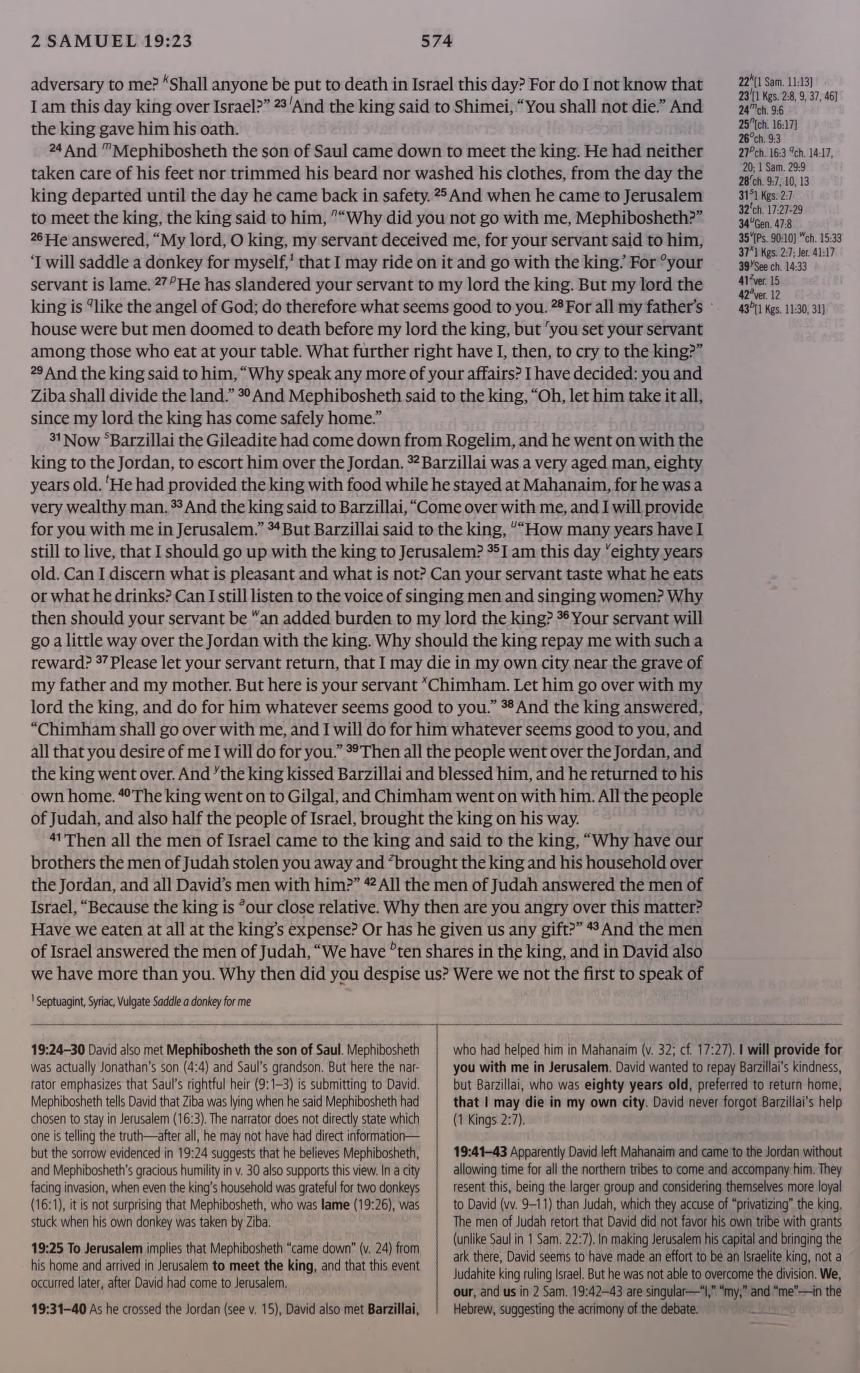 2 SAMUEL 19:23
574
adversary to me? kShall anyone be put to death in Israel this day? For do I not know that
I am this day king over Israel?” 23 lAnd the king said to Shimei, “You shall not die.” And
the king gave him his oath.
24 And mMephibosheth the son of Saul came down to meet the king. He had neither
taken care of his feet nor trimmed his beard nor washed his clothes, from the day the
king departed until the day he came back in safety. 25 And when he came to Jerusalem
to meet the king, the king said to him, n“Why did you not go with me, Mephibosheth?”
26 He answered, “My lord, O king, my servant deceived me, for your servant said to him,
‘I will saddle a donkey for myself,1 that I may ride on it and go with the king.’ For oyour
servant is lame. 27 pHe has slandered your servant to my lord the king. But my lord the
king is qlike the angel of God; do therefore what seems good to you. 28 For all my father’s
house were but men doomed to death before my lord the king, but ryou set your servant
among those who eat at your table. What further right have I, then, to cry to the king?”
29 And the king said to him, “Why speak any more of your affairs? I have decided: you and
Ziba shall divide the land.” 30 And Mephibosheth said to the king, “Oh, let him take it all,
since my lord the king has come safely home.”
31 Now sBarzillai the Gileadite had come down from Rogelim, and he went on with the
king to the Jordan, to escort him over the Jordan. 32 Barzillai was a very aged man, eighty
years old. tHe had provided the king with food while he stayed at Mahanaim, for he was a
very wealthy man. 33 And the king said to Barzillai, “Come over with me, and I will provide
for you with me in Jerusalem.” 34 But Barzillai said to the king, u“How many years have I
still to live, that I should go up with the king to Jerusalem? 35 I am this day veighty years
old. Can I discern what is pleasant and what is not? Can your servant taste what he eats
or what he drinks? Can I still listen to the voice of singing men and singing women? Why
then should your servant be wan added burden to my lord the king? 36 Your servant will
go a little way over the Jordan with the king. Why should the king repay me with such a
reward? 37 Please let your servant return, that I may die in my own city near the grave of
my father and my mother. But here is your servant xChimham. Let him go over with my
lord the king, and do for him whatever seems good to you.” 38 And the king answered,
“Chimham shall go over with me, and I will do for him whatever seems good to you, and
all that you desire of me I will do for you.” 39 Then all the people went over the Jordan, and
the king went over. And ythe king kissed Barzillai and blessed him, and he returned to his
own home. 40 The king went on to Gilgal, and Chimham went on with him. All the people
of Judah, and also half the people of Israel, brought the king on his way.
41 Then all the men of Israel came to the king and said to the king, “Why have our
brothers the men of Judah stolen you away and zbrought the king and his household over
the Jordan, and all David’s men with him?” 42 All the men of Judah answered the men of
Israel, “Because the king is aour close relative. Why then are you angry over this matter?
Have we eaten at all at the king’s expense? Or has he given us any gift?” 43 And the men
of Israel answered the men of Judah, “We have bten shares in the king, and in David also
we have more than you. Why then did you despise us? Were we not the first to speak of
22k[1 Sam. 11:13]
23l[1 Kgs. 2:8, 9, 37, 46]
24mch. 9:6
25n[ch. 16:17]
26och. 9:3
27pch. 16:3 qch. 14:17,
20; 1 Sam. 29:9
28rch. 9:7, 10, 13
31s1 Kgs. 2:7
32tch. 17:27-29
34uGen. 47:8
35v[Ps. 90:10] wch. 15:33
37x1 Kgs. 2:7; Jer. 41:17
39ySee ch. 14:33
41zver. 15
42aver. 12
43b[1 Kgs. 11:30, 31]
1 Septuagint, Syriac, Vulgate Saddle a donkey for me
19:24–30 David also met Mephibosheth the son of Saul. Mephibosheth
was actually Jonathan’s son (4:4) and Saul’s grandson. But here the nar-
rator emphasizes that Saul’s rightful heir (9:1–3) is submitting to David.
Mephibosheth tells David that Ziba was lying when he said Mephibosheth had
chosen to stay in Jerusalem (16:3). The narrator does not directly state which
one is telling the truth—after all, he may not have had direct information—
but the sorrow evidenced in 19:24 suggests that he believes Mephibosheth,
and Mephibosheth’s gracious humility in v. 30 also supports this view. In a city
facing invasion, when even the king’s household was grateful for two donkeys
(16:1), it is not surprising that Mephibosheth, who was lame (19:26), was
stuck when his own donkey was taken by Ziba.
19:25 To Jerusalem implies that Mephibosheth “came down” (v. 24) from
his home and arrived in Jerusalem to meet the king, and that this event
occurred later, after David had come to Jerusalem.
19:31–40 As he crossed the Jordan (see v. 15), David also met Barzillai,
who had helped him in Mahanaim (v. 32; cf. 17:27). I will provide for
you with me in Jerusalem. David wanted to repay Barzillai’s kindness,
but Barzillai, who was eighty years old, preferred to return home,
that I may die in my own city. David never forgot Barzillai’s help
(1 Kings 2:7).
19:41–43 Apparently David left Mahanaim and came to the Jordan without
allowing time for all the northern tribes to come and accompany him. They
resent this, being the larger group and considering themselves more loyal
to David (vv. 9–11) than Judah, which they accuse of “privatizing” the king.
The men of Judah retort that David did not favor his own tribe with grants
(unlike Saul in 1 Sam. 22:7). In making Jerusalem his capital and bringing the
ark there, David seems to have made an effort to be an Israelite king, not a
Judahite king ruling Israel. But he was not able to overcome the division. We,
our, and us in 2 Sam. 19:42–43 are singular—“I,” “my,” and “me”—in the
Hebrew, suggesting the acrimony of the debate.